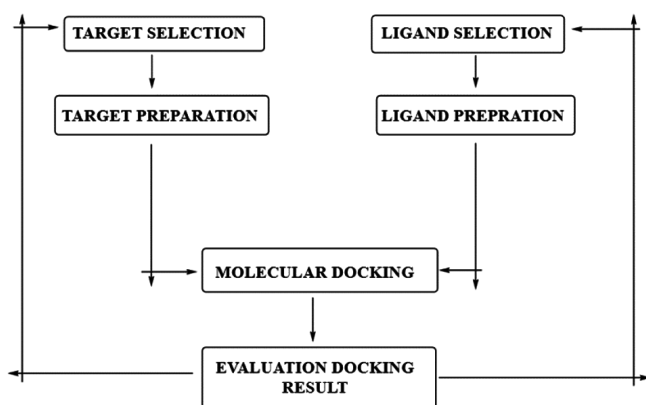 TARGET SELECTION
LIGAND SELECTION
TARGET PREPARATION
LIGAND PREPRATION
MOLECULAR DOCKING
EVALUATION DOCKING
RESULT